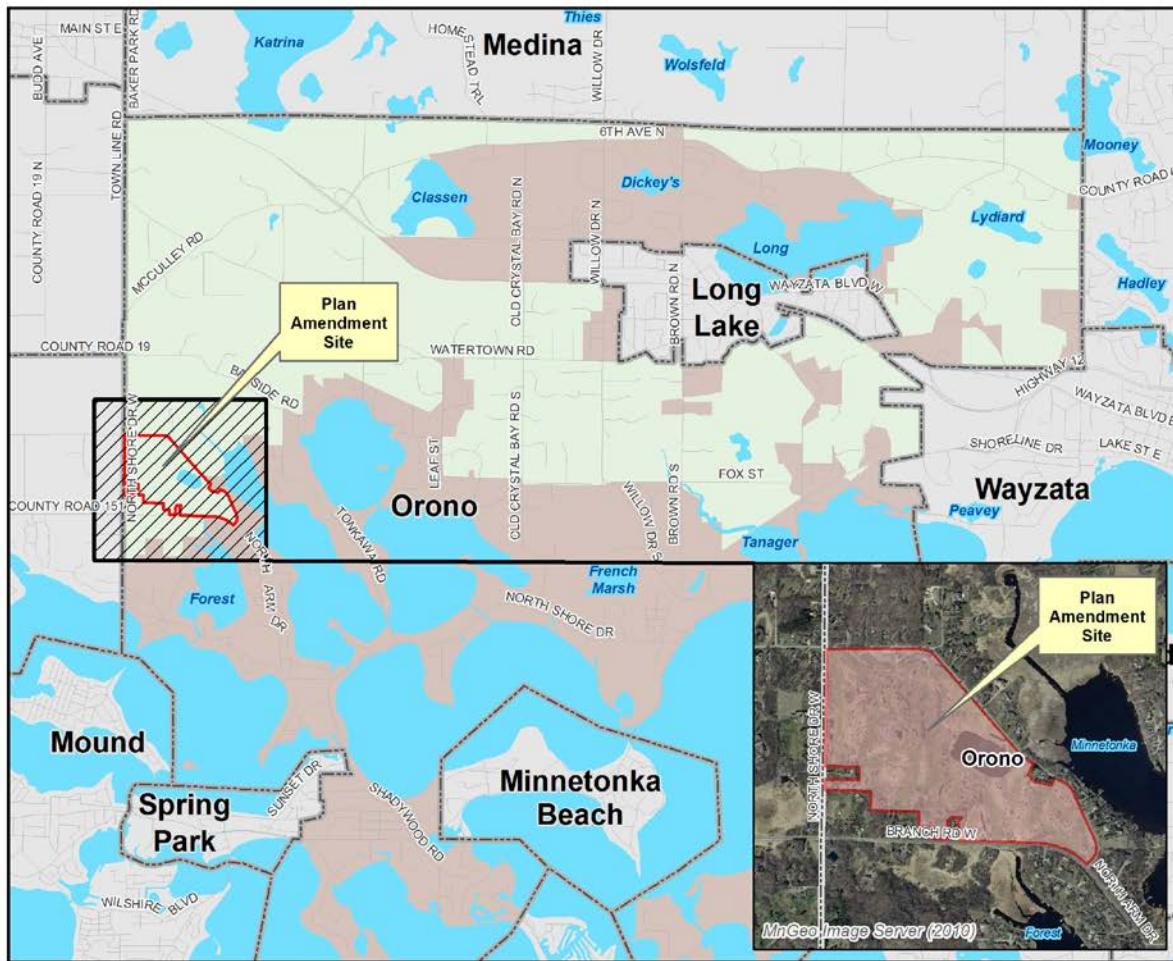 MAIN ST E
BUDD AVE
BAKER PARK RD
Katrina
HOMESTEAD TRL
Thies
Medina
WILLOW DR
Wolsfeld
COUNTY ROAD 19 N
TOWN LINE RD
6TH AVE N
Mooney
COUNTY ROAD 6
Classen
Dickey's
Lydiard
MCCULLEY RD
OLD CRYSTAL BAY RD N
WILLOW DR N
Long
Hadley
Plan
Amendment
Site
BROWN RD N
Long
Lake
WAYZATA BLVD W
COUNTY ROAD 19
WATERTOWN RD
HIGHWAY 12
BAYSIDE RD
WAYZATA BLVD E
NORTH SHORE DR W
LEAF ST
OLD CRYSTAL BAY RD S
SHORELINE DR
LAKE ST E
COUNTY ROAD 151
Orono
FOX ST
Wayzata
WILLOW DR S
BROWN RD S
Peavey
TONKAWA RD
Tanager
NORTH ARM DR
Forest
French
Marsh
NORTH SHORE DR
Plan
Amendment
Site
Mound
SUNSET DR
Minnetonka
Beach
Spring
Park
SHADYWOOD RD
NORTH SHORE DR W
Orono
Minnetonka
BRANCH RD W
NORTH ARM DR
WILSHIRE BLVD
MnGeo Image Server (2010)
Forest